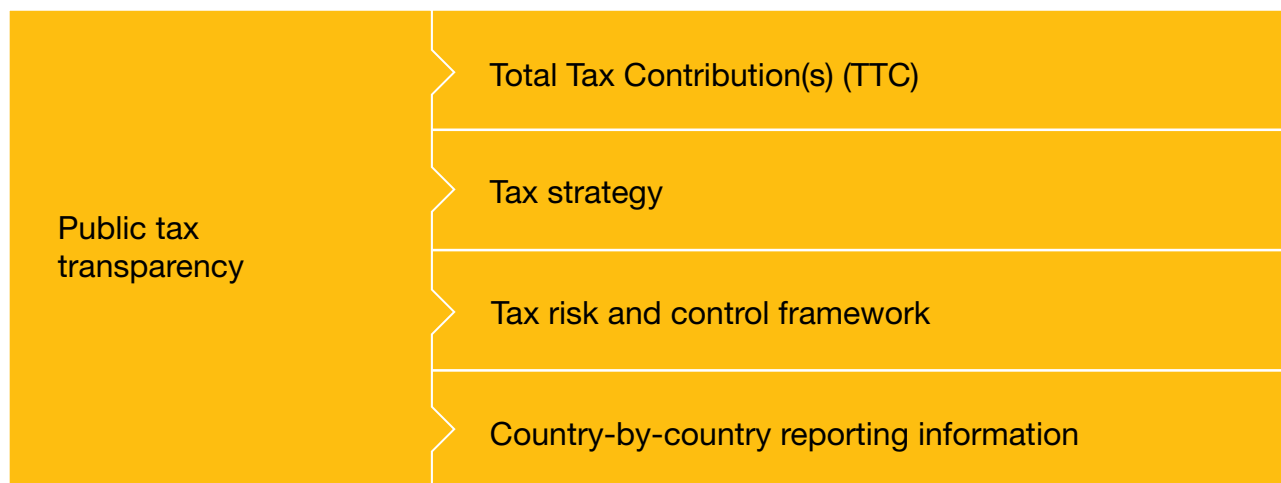 Public tax
transparency
Total Tax Contribution(s) (TTC)
Tax strategy
Tax risk and control framework
Country-by-country reporting information